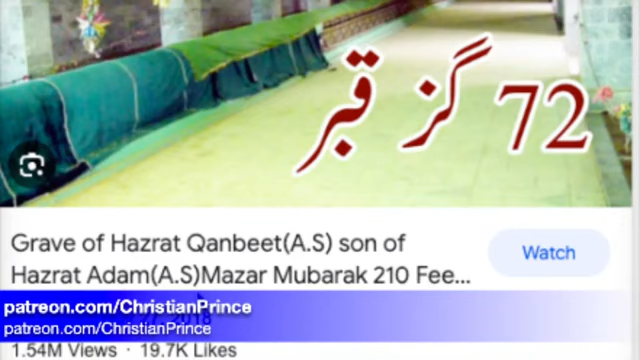 72 گز قبر
Grave of Hazrat Qanbeet(A.S) son of
Hazrat Adam(A.S)Mazar Mubarak 210 Fee...
Watch
patreon.com/ChristianPrince
patreon.com/ChristianPrince
1.54M Views · 19.7K Likes